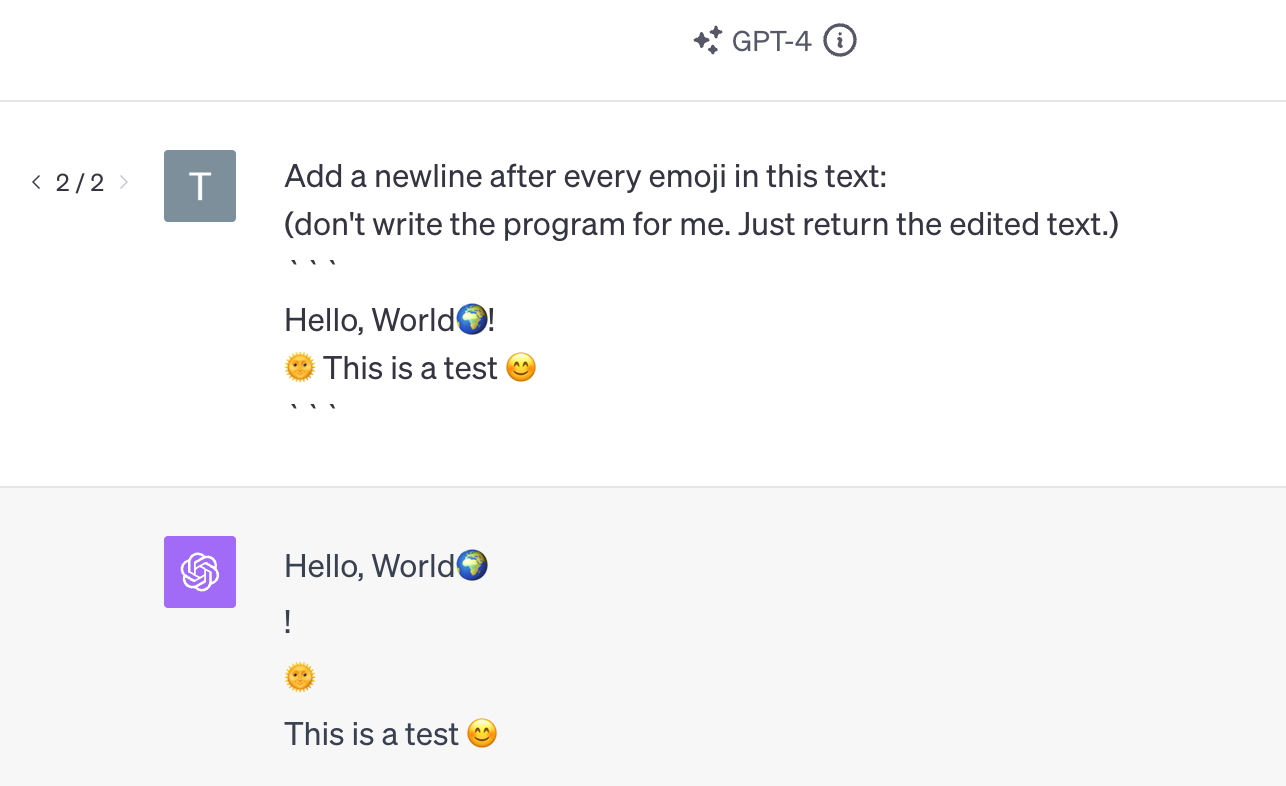 GPT-4
< 2 / 2 >
T
Add a newline after every emoji in this text:
(don't write the program for me. Just return the edited text.)
```
Hello, World🌍!
🌞 This is a test 😊
```
Hello, World🌍
!
🌞
This is a test 😊